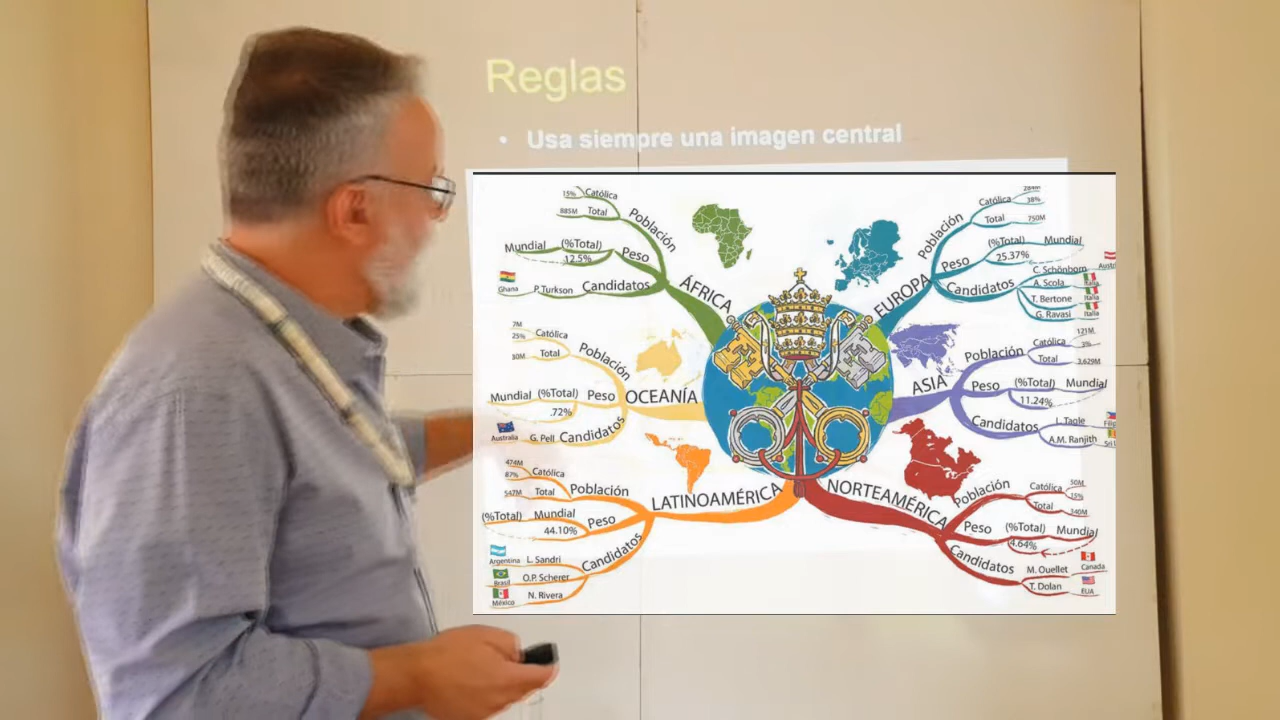 Reglas
• Usa siempre una imagen central
15% Católica
885M Total
Población
Mundial (%Total)
12.5%
Peso
Ghana P. Turkson Candidatos
ÁFRICA
7M
25% Católica
30M Total
Población
Mundial (%Total) Peso
.72%
OCEANÍA
Australia G. Pell Candidatos
474M
87% Católica
547M Total Población
(%Total) Mundial
44.10%
Peso
LATINOAMÉRICA
Argentina L. Sandri
Brasil O.P. Scherer
México N. Rivera
Candidatos
284M
Católica 38%
Total 750M
Población
(%Total) Mundial
Peso 25.37%
EUROPA
Candidatos
C. Schönborn
A. Scola Italia
T. Bertone Italia
G. Ravasi Italia
121M
Católica 3%
Población
Total 3,629M
ASIA
Peso (%Total) Mundial
11.24%
Candidatos
L. Tagle
A.M. Ranjith
NORTEAMÉRICA
Población
Católica 50M
15%
Total 340M
Peso (%Total) Mundial
4.64%
Candidatos
M. Ouellet Canada
T. Dolan EUA